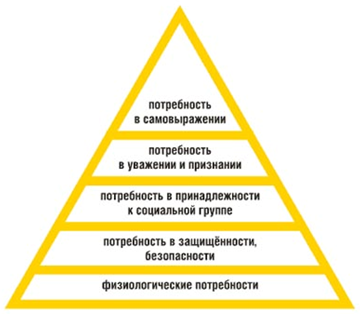 потребность
в самовыражении
потребность
в уважении и признании
потребность в принадлежности
к социальной группе
потребность в защищённости,
безопасности
физиологические потребности